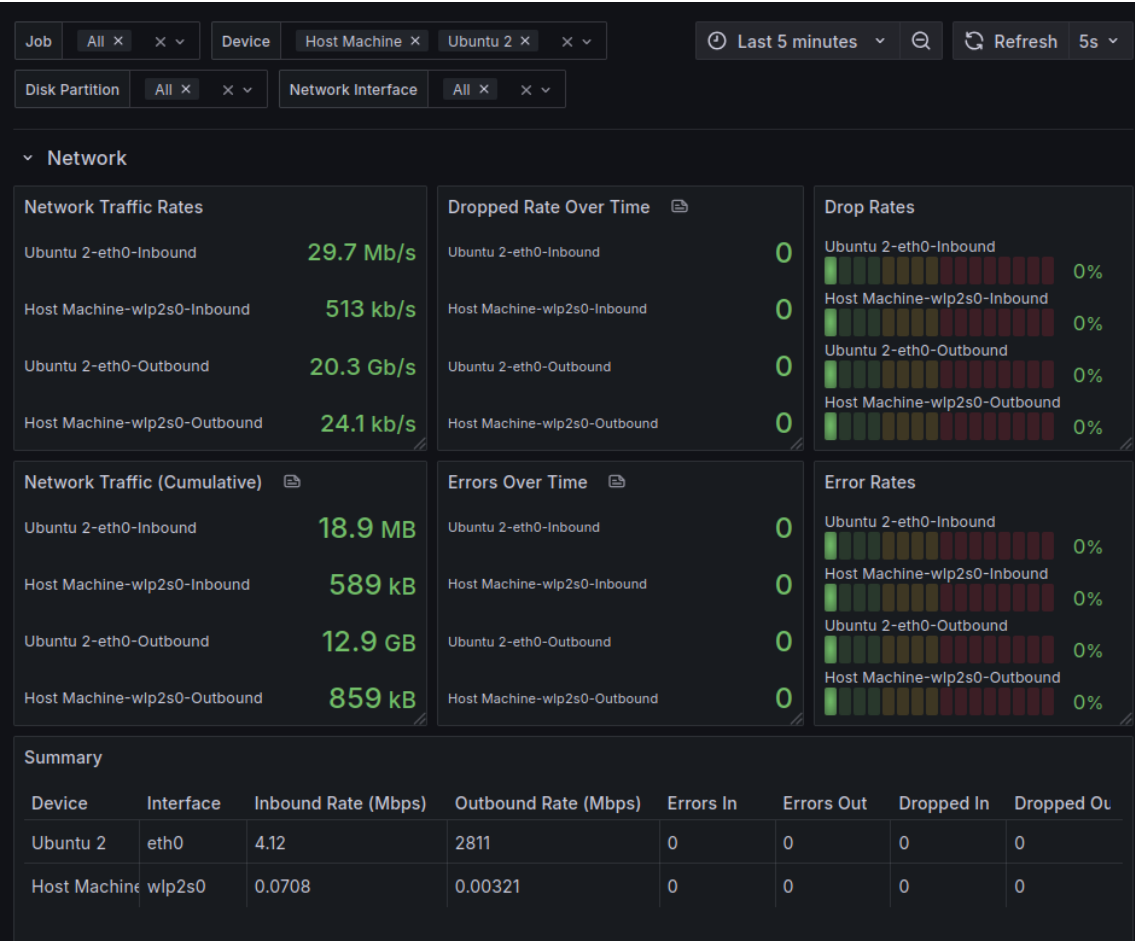 Job All Device Host Machine Ubuntu 2 Last 5 minutes Refresh 5s
Disk Partition All Network Interface All
Network
Network Traffic Rates
Ubuntu 2-eth0-Inbound 29.7 Mb/s
Host Machine-wlp2s0-Inbound 513 kb/s
Ubuntu 2-eth0-Outbound 20.3 Gb/s
Host Machine-wlp2s0-Outbound 24.1 kb/s
Dropped Rate Over Time
Ubuntu 2-eth0-Inbound 0
Host Machine-wlp2s0-Inbound 0
Ubuntu 2-eth0-Outbound 0
Host Machine-wlp2s0-Outbound 0
Drop Rates
Ubuntu 2-eth0-Inbound
0%
Host Machine-wlp2s0-Inbound
0%
Ubuntu 2-eth0-Outbound
0%
Host Machine-wlp2s0-Outbound
0%
Network Traffic (Cumulative)
Ubuntu 2-eth0-Inbound 18.9 MB
Host Machine-wlp2s0-Inbound 589 kB
Ubuntu 2-eth0-Outbound 12.9 GB
Host Machine-wlp2s0-Outbound 859 kB
Errors Over Time
Ubuntu 2-eth0-Inbound 0
Host Machine-wlp2s0-Inbound 0
Ubuntu 2-eth0-Outbound 0
Host Machine-wlp2s0-Outbound 0
Error Rates
Ubuntu 2-eth0-Inbound
0%
Host Machine-wlp2s0-Inbound
0%
Ubuntu 2-eth0-Outbound
0%
Host Machine-wlp2s0-Outbound
0%
Summary
Device Interface Inbound Rate (Mbps) Outbound Rate (Mbps) Errors In Errors Out Dropped In Dropped Ou
Ubuntu 2 eth0 4.12 2811 0 0 0 0
Host Machine wlp2s0 0.0708 0.00321 0 0 0 0